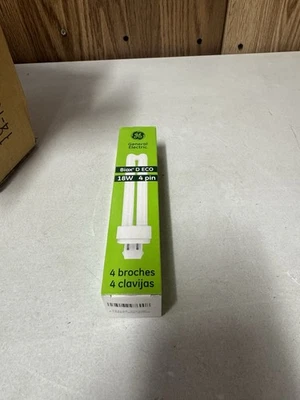 GE
General
Electric
Biax® D ECO
18W 4 pin
4 broches
4 clavijas